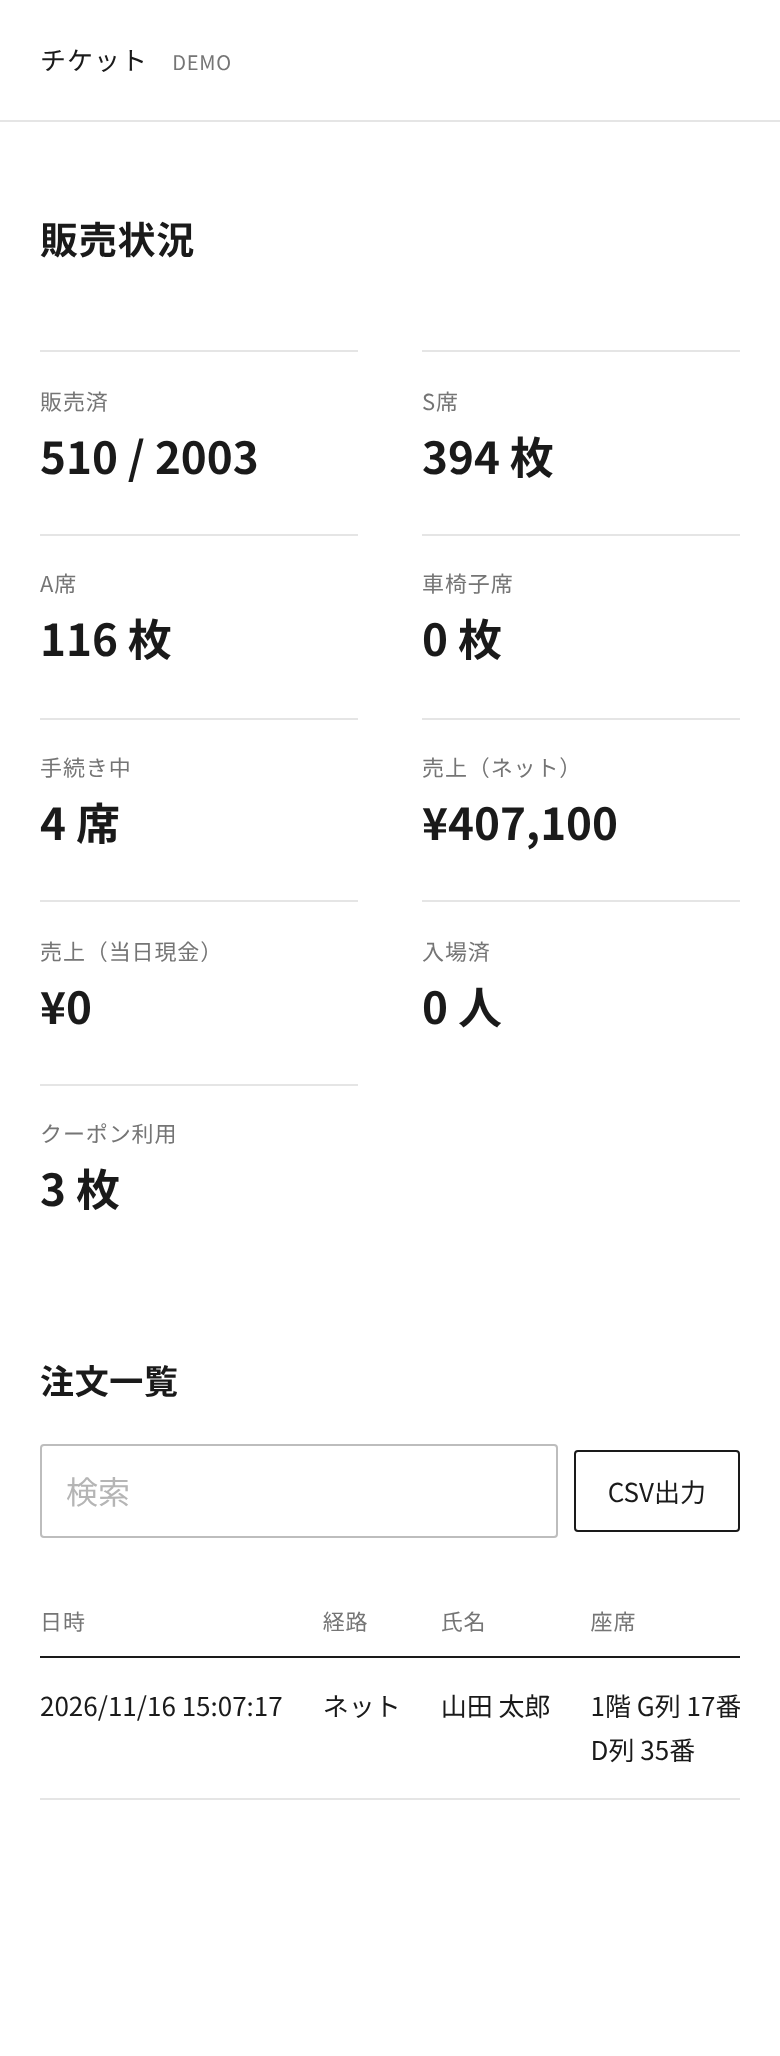 チケット DEMO
販売状況
販売済
510 / 2003
S席
394 枚
A席
116 枚
車椅子席
0 枚
手続き中
4 席
売上（ネット）
¥407,100
売上（当日現金）
¥0
入場済
0 人
クーポン利用
3 枚
注文一覧
検索
CSV出力
日時 経路 氏名 座席
2026/11/16 15:07:17 ネット 山田 太郎 1階 G列 17番
D列 35番